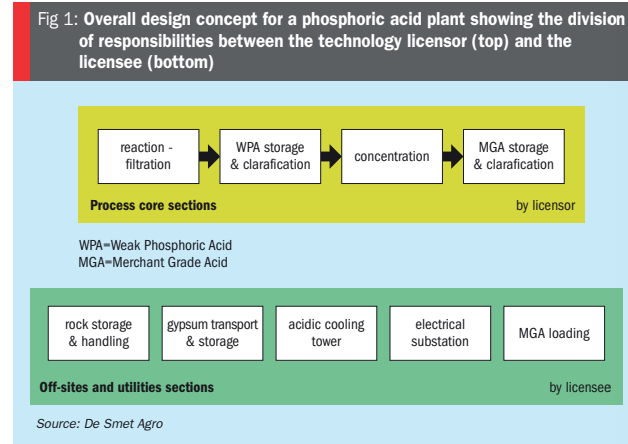 Fig 1: Overall design concept for a phosphoric acid plant showing the division
of responsibilities between the technology licensor (top) and the
licensee (bottom)
reaction -
filtration
WPA storage
& clarafication
concentration
MGA storage
& clarafication
Process core sections
by licensor
WPA=Weak Phosphoric Acid
MGA=Merchant Grade Acid
rock storage
& handling
gypsum transport
& storage
acidic cooling
tower
electrical
substation
MGA loading
Off-sites and utilities sections
by licensee
Source: De Smet Agro